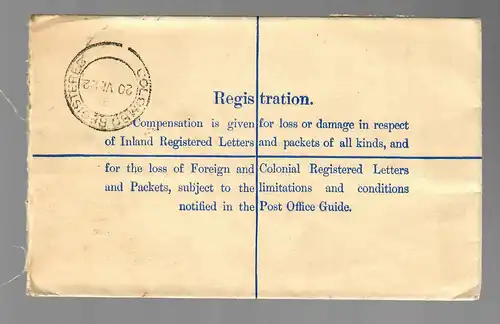 REGISTERED
COLOMBO
Registration.
Compensation is given for loss or damage in respect
of Inland Registered Letters and packets of all kinds, and
for the loss of Foreign and Colonial Registered Letters
and Packets, subject to the limitations and conditions
notified in the Post Office Guide.